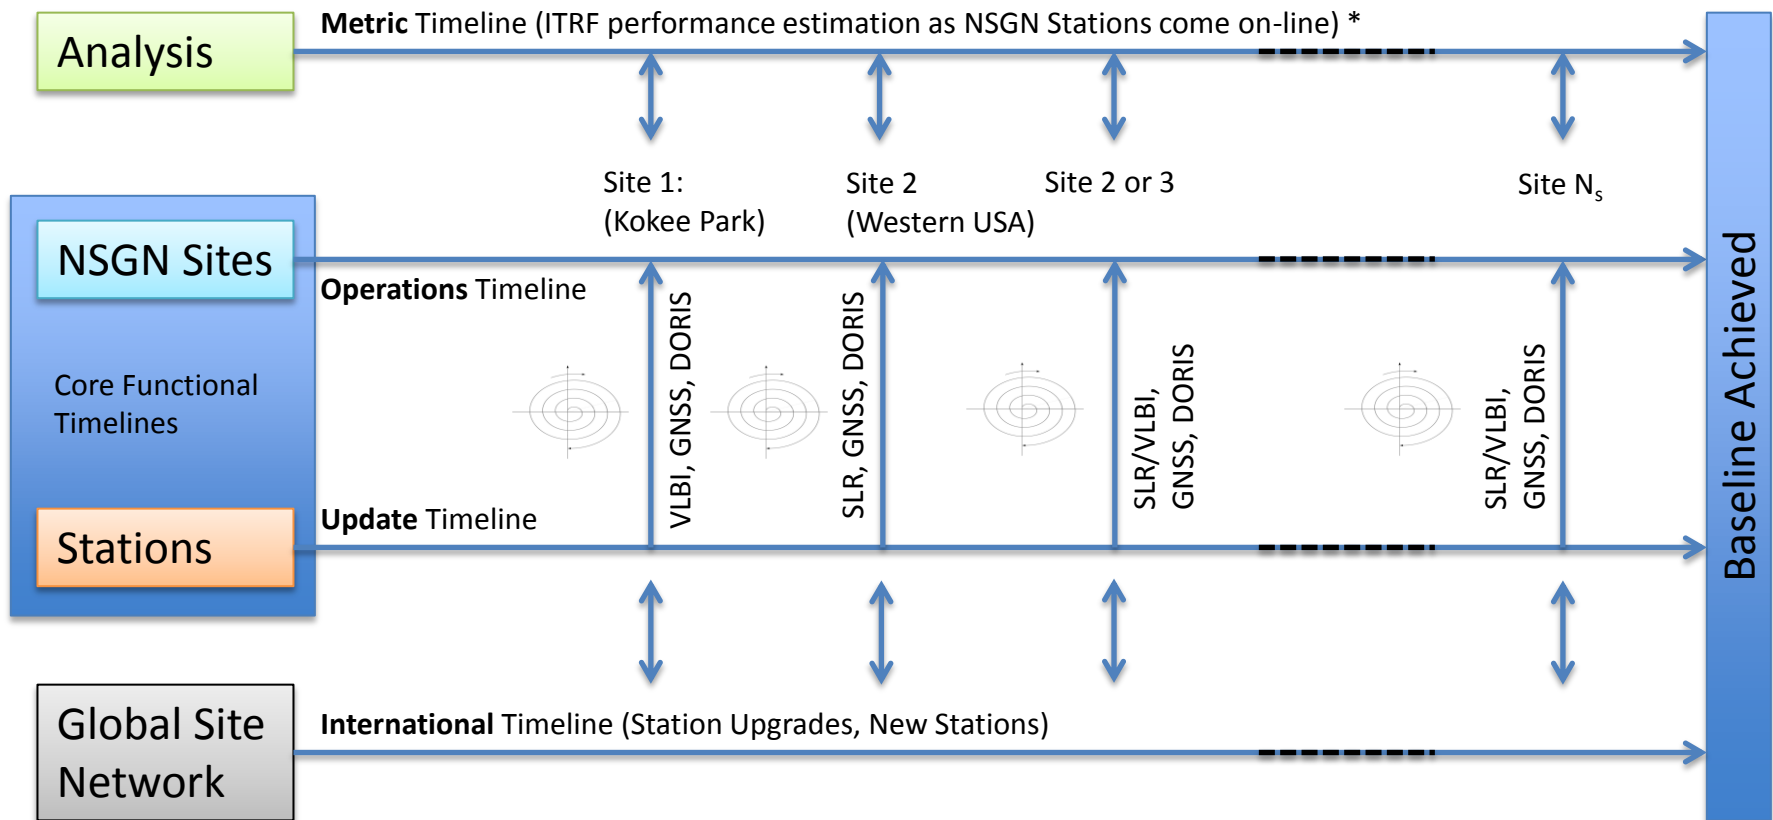 Analysis
Metric Timeline (ITRF performance estimation as NSGN Stations come on-line) *
Site 1:
(Kokee Park)
Site 2
(Western USA)
Site 2 or 3
Site Ns
NSGN Sites
Operations Timeline
Core Functional
Timelines
VLBI, GNSS, DORIS
SLR, GNSS, DORIS
SLR/VLBI,
GNSS, DORIS
SLR/VLBI,
GNSS, DORIS
Update Timeline
Stations
Global Site
Network
International Timeline (Station Upgrades, New Stations)
Baseline Achieved